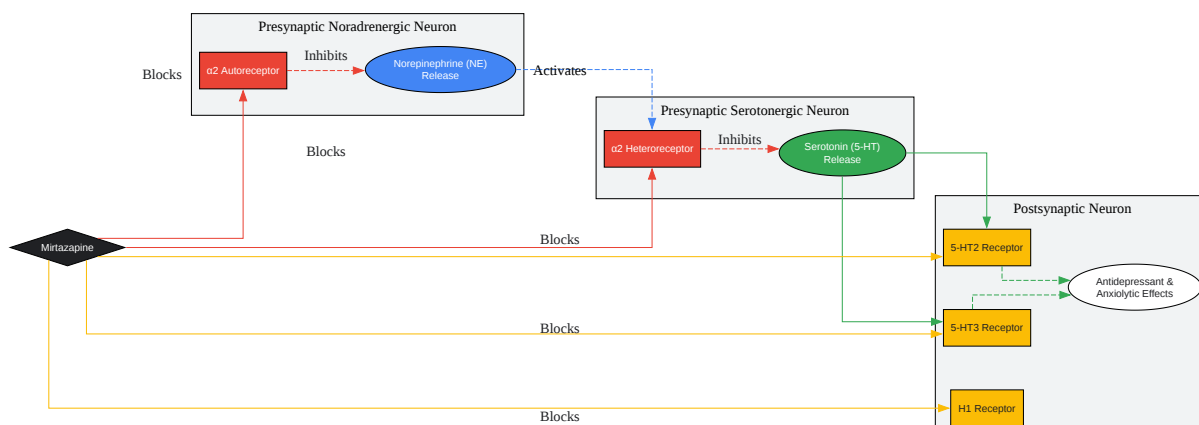 Presynaptic Noradrenergic Neuron
Inhibits
α2 Autoreceptor
Norepinephrine (NE)
Release
Blocks
Activates
Presynaptic Serotonergic Neuron
Inhibits
α2 Heteroreceptor
Serotonin (5-HT)
Release
Blocks
Postsynaptic Neuron
Mirtazapine
Blocks
5-HT2 Receptor
Antidepressant &
Anxiolytic Effects
Blocks
5-HT3 Receptor
Blocks
H1 Receptor